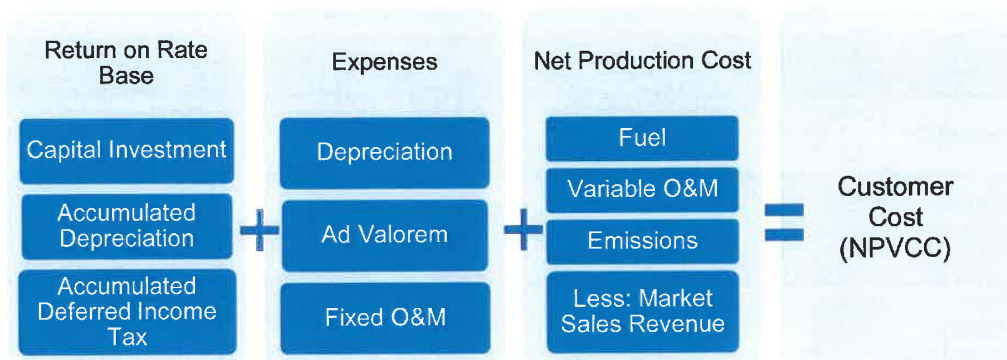 Return on Rate
Base
Capital Investment
Accumulated
Depreciation
Accumulated
Deferred Income
Tax
+
Expenses
Depreciation
Ad Valorem
Fixed O&M
+
Net Production Cost
Fuel
Variable O&M
Emissions
Less: Market
Sales Revenue
=
Customer
Cost
(NPVCC)